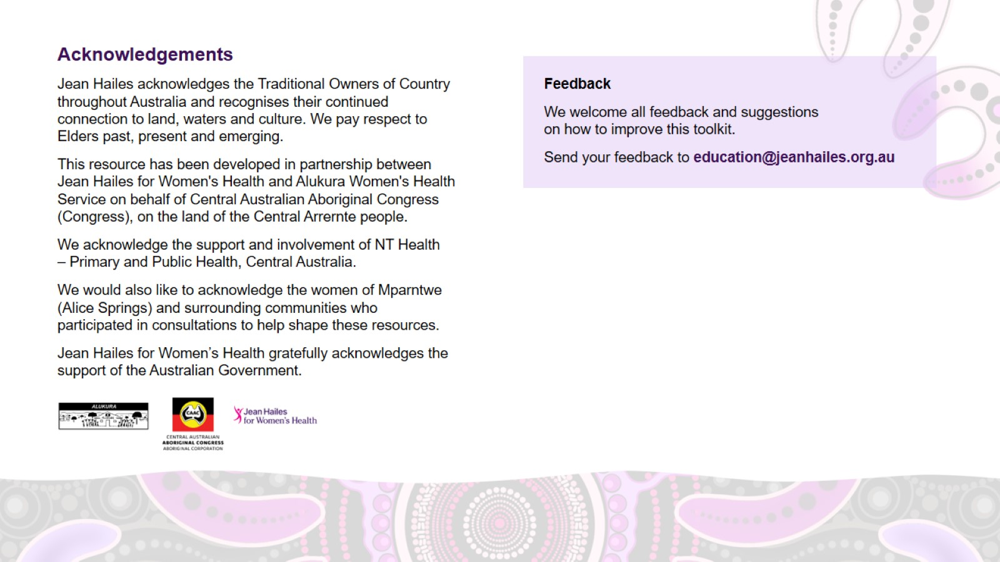 Acknowledgements
Jean Hailes acknowledges the Traditional Owners of Country
throughout Australia and recognises their continued
connection to land, waters and culture. We pay respect to
Elders past, present and emerging.
This resource has been developed in partnership between
Jean Hailes for Women's Health and Alukura Women's Health
Service on behalf of Central Australian Aboriginal Congress
(Congress), on the land of the Central Arrernte people.
We acknowledge the support and involvement of NT Health
– Primary and Public Health, Central Australia.
We would also like to acknowledge the women of Mparntwe
(Alice Springs) and surrounding communities who
participated in consultations to help shape these resources.
Jean Hailes for Women’s Health gratefully acknowledges the
support of the Australian Government.
ALUKURA
CAAC
CENTRAL AUSTRALIAN
ABORIGINAL CONGRESS
ABORIGINAL CORPORATION
Jean Hailes
for Women's Health
Feedback
We welcome all feedback and suggestions
on how to improve this toolkit.
Send your feedback to education@jeanhailes.org.au